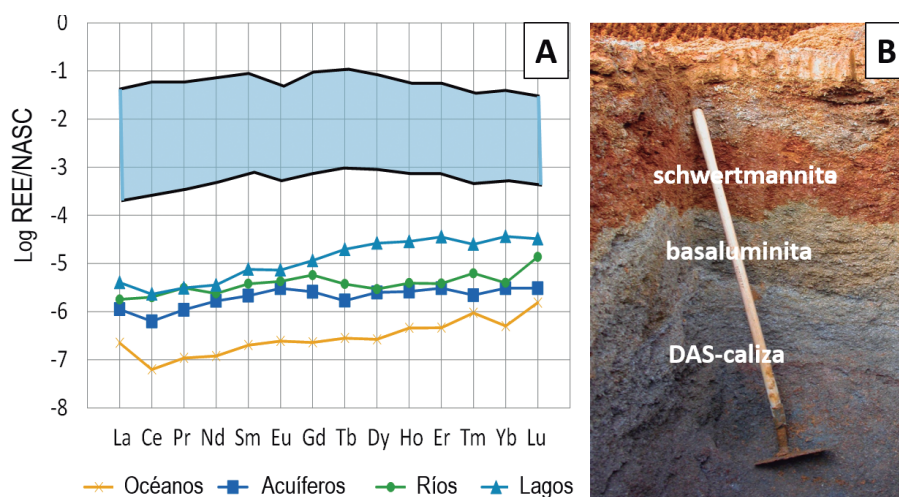 A
Log REE/NASC
0
-1
-2
-3
-4
-5
-6
-7
-8
La Ce Pr Nd Sm Eu Gd Tb Dy Ho Er Tm Yb Lu
Océanos Acuíferos Ríos Lagos
B
schwertmannita
basaluminita
DAS-caliza